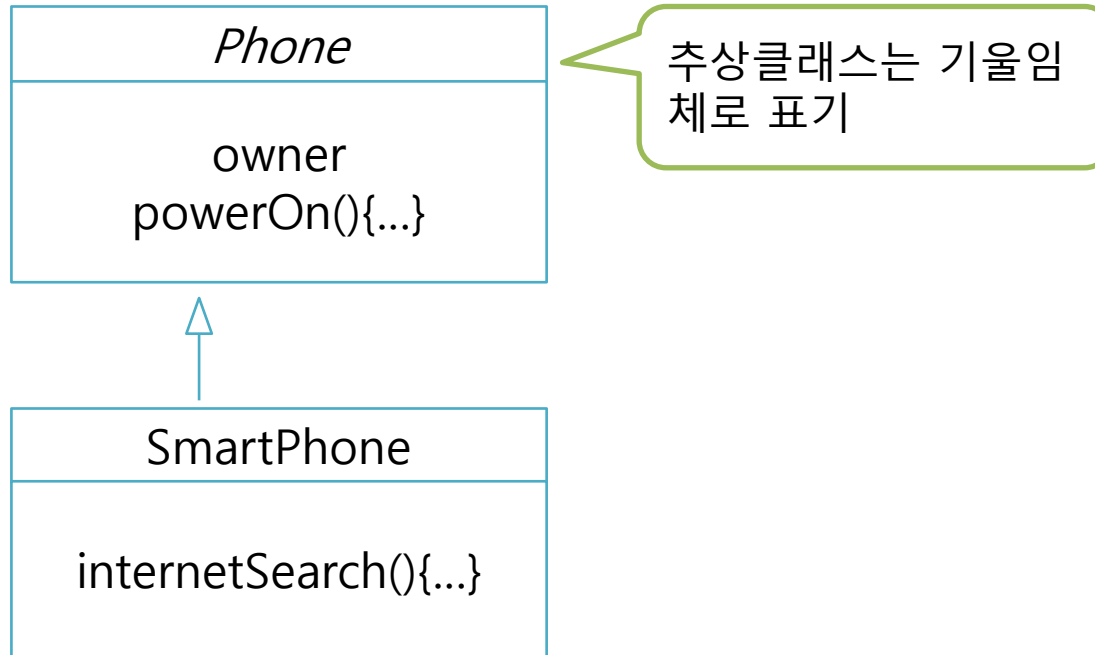 Phone
추상클래스는 기울임
체로 표기
owner
powerOn(){...}
SmartPhone
internetSearch(){...}